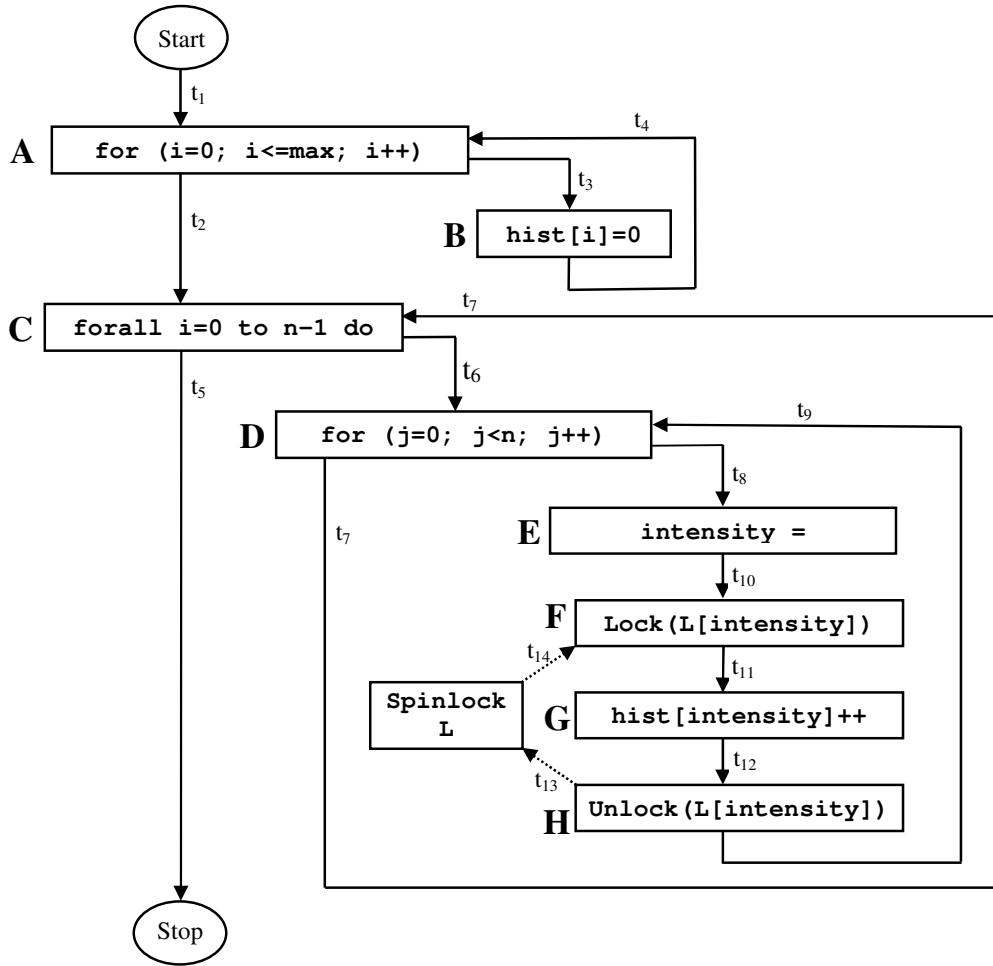 Start
t1
t4
A
for (i=0; i<=max; i++)
t3
t2
B
hist[i]=0
t7
C
forall i=0 to n-1 do
t6
t5
t9
D
for (j=0; j<n; j++)
t8
t7
E
intensity =
t10
F
Lock(L[intensity])
t14
t11
Spinlock
L
G
hist[intensity]++
t12
t13
H
Unlock(L[intensity])
Stop